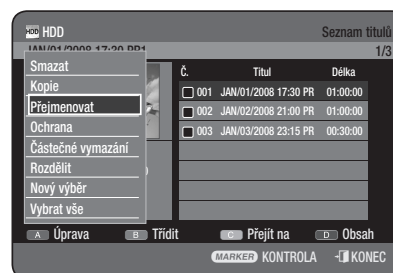 HDD HDD Seznam titulů
JAN/01/2008 17:30 PR1 1/3
Smazat
Kopie
Přejmenovat
Ochrana
Částečné vymazání
Rozdělit
Nový výběr
Vybrat vše
Č. Titul Délka
001 JAN/01/2008 17:30 PR 01:00:00
002 JAN/02/2008 21:00 PR 01:00:00
003 JAN/03/2008 23:15 PR 00:30:00
A Úprava B Třídit C Přejít na D Obsah
MARKER KONTROLA KONEC